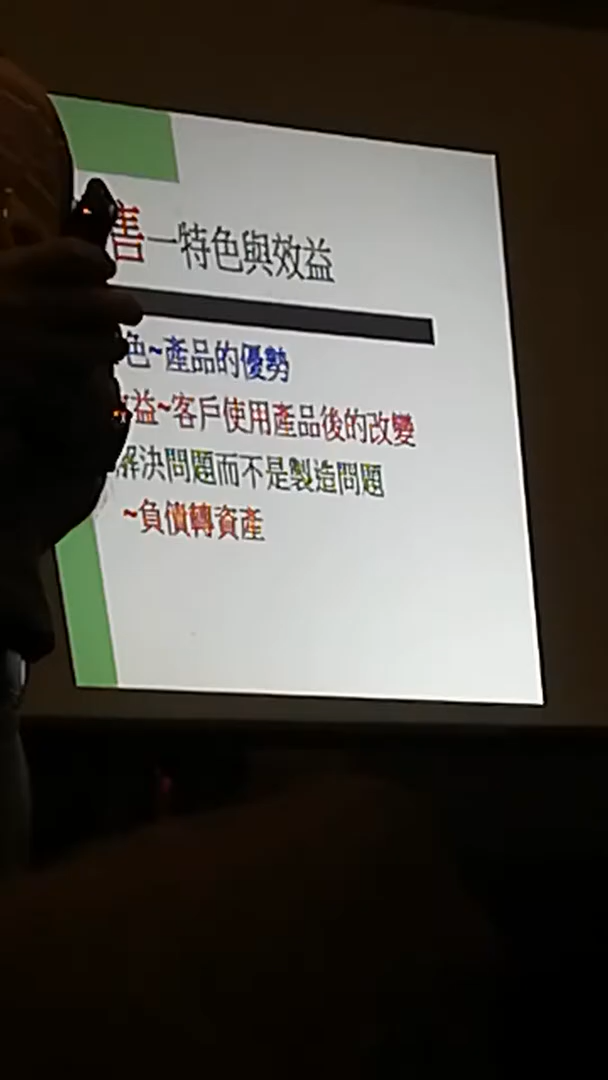 一特色與效益
色~產品的優勢
益~客戶使用產品後的改變
解決問題而不是製造問題
~負債轉資產